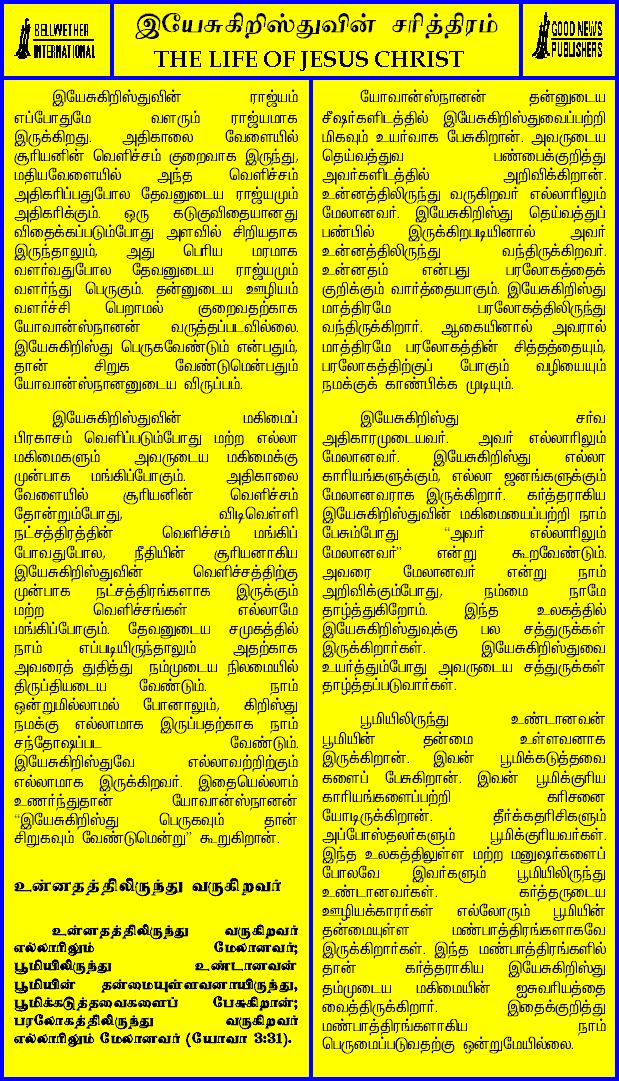 BELLWETHER
INTERNATIONAL
இயேசுகிறிஸ்துவின் சரித்திரம்
THE LIFE OF JESUS CHRIST
GOOD NEWS
PUBLISHERS
இயேசுகிறிஸ்துவின் ராஜ்யம்
எப்போதுமே வளரும் ராஜ்யமாக
இருக்கிறது. அதிகாலை வேளையில்
சூரியனின் வெளிச்சம் குறைவாக இருந்து,
மதியவேளையில் அந்த வெளிச்சம்
அதிகரிப்பதுபோல தேவனுடைய ராஜ்யமும்
அதிகரிக்கும். ஒரு கடுகுவிதையானது
விதைக்கப்படும்போது அளவில் சிறியதாக
இருந்தாலும், அது பெரிய மரமாக
வளர்வதுபோல தேவனுடைய ராஜ்யமும்
வளர்ந்து பெருகும். தன்னுடைய ஊழியம்
வளர்ச்சி பெறாமல் குறைவதற்காக
யோவான்ஸ்நானன் வருத்தப்படவில்லை.
இயேசுகிறிஸ்து பெருகவேண்டும் என்பதும்,
தான் சிறுக வேண்டுமென்பதும்
யோவான்ஸ்நானனுடைய விருப்பம்.
இயேசுகிறிஸ்துவின் மகிமைப்
பிரகாசம் வெளிப்படும்போது மற்ற எல்லா
மகிமைகளும் அவருடைய மகிமைக்கு
முன்பாக மங்கிப்போகும். அதிகாலை
வேளையில் சூரியனின் வெளிச்சம்
தோன்றும்போது, விடிவெள்ளி
நட்சத்திரத்தின் வெளிச்சம் மங்கிப்
போவதுபோல, நீதியின் சூரியனாகிய
இயேசுகிறிஸ்துவின் வெளிச்சத்திற்கு
முன்பாக நட்சத்திரங்களாக இருக்கும்
மற்ற வெளிச்சங்கள் எல்லாமே
மங்கிப்போகும். தேவனுடைய சமுகத்தில்
நாம் எப்படியிருந்தாலும் அதற்காக
அவரைத் துதித்து நம்முடைய நிலமையில்
திருப்தியடைய வேண்டும். நாம்
ஒன்றுமில்லாமல் போனாலும், கிறிஸ்து
நமக்கு எல்லாமாக இருப்பதற்காக நாம்
சந்தோஷப்பட வேண்டும்.
இயேசுகிறிஸ்துவே எல்லாவற்றிற்கும்
எல்லாமாக இருக்கிறவர். இதையெல்லாம்
உணர்ந்துதான் யோவான்ஸ்நானன்
“இயேசுகிறிஸ்து பெருகவும் தான்
சிறுகவும் வேண்டுமென்று” கூறுகிறான்.
உன்னதத்திலிருந்து வருகிறவர்
உன்னதத்திலிருந்து வருகிறவர்
எல்லாரிலும் மேலானவர்;
பூமியிலிருந்து உண்டானவன்
பூமியின் தன்மையுள்ளவனாயிருந்து,
பூமிக்கடுத்தவைகளைப் பேசுகிறான்;
பரலோகத்திலிருந்து வருகிறவர்
எல்லாரிலும் மேலானவர் (யோவா 3:31).
யோவான்ஸ்நானன் தன்னுடைய
சீஷர்களிடத்தில் இயேசுகிறிஸ்துவைப்பற்றி
மிகவும் உயர்வாக பேசுகிறான். அவருடைய
தெய்வத்துவ பண்பைக்குறித்து
அவர்களிடத்தில் அறிவிக்கிறான்.
உன்னத்திலிருந்து வருகிறவர் எல்லாரிலும்
மேலானவர். இயேசுகிறிஸ்து தெய்வத்துப்
பண்பில் இருக்கிறபடியினால் அவர்
உன்னத்திலிருந்து வந்திருக்கிறவர்.
உன்னதம் என்பது பரலோகத்தைக்
குறிக்கும் வார்த்தையாகும். இயேசுகிறிஸ்து
மாத்திரமே பரலோகத்திலிருந்து
வந்திருக்கிறார். ஆகையினால் அவரால்
மாத்திரமே பரலோகத்தின் சித்தத்தையும்,
பரலோகத்திற்குப் போகும் வழியையும்
நமக்குக் காண்பிக்க முடியும்.
இயேசுகிறிஸ்து சர்வ
அதிகாரமுடையவர். அவர் எல்லாரிலும்
மேலானவர். இயேசுகிறிஸ்து எல்லா
காரியங்களுக்கும், எல்லா ஜனங்களுக்கும்
மேலானவராக இருக்கிறார். கர்த்தராகிய
இயேசுகிறிஸ்துவின் மகிமையைப்பற்றி நாம்
பேசும்போது “அவர் எல்லாரிலும்
மேலானவர்” என்று கூறவேண்டும்.
அவரை மேலானவர் என்று நாம்
அறிவிக்கும்போது, நம்மை நாமே
தாழ்த்துகிறோம். இந்த உலகத்தில்
இயேசுகிறிஸ்துவுக்கு பல சத்துருக்கள்
இருக்கிறார்கள். இயேசுகிறிஸ்துவை
உயர்த்தும்போது அவருடைய சத்துருக்கள்
தாழ்த்தப்படுவார்கள்.
பூமியிலிருந்து உண்டானவன்
பூமியின் தன்மை உள்ளவனாக
இருக்கிறான். இவன் பூமிக்கடுத்தவை
களைப் பேசுகிறான். இவன் பூமிக்குரிய
காரியங்களைப்பற்றி கரிசனை
யோடிருக்கிறான். தீர்க்கதரிசிகளும்
அப்போஸ்தலர்களும் பூமிக்குரியவர்கள்.
இந்த உலகத்திலுள்ள மற்ற மனுஷர்களைப்
போலவே இவர்களும் பூமியிலிருந்து
உண்டானவர்கள். கர்த்தருடைய
ஊழியக்காரர்கள் எல்லோரும் பூமியின்
தன்மையுள்ள மண்பாத்திரங்களாகவே
இருக்கிறார்கள். இந்த மண்பாத்திரங்களில்
தான் கர்த்தராகிய இயேசுகிறிஸ்து
தம்முடைய மகிமையின் ஐசுவரியத்தை
வைத்திருக்கிறார். இதைக்குறித்து
மண்பாத்திரங்களாகிய நாம்
பெருமைப்படுவதற்கு ஒன்றுமேயில்லை.